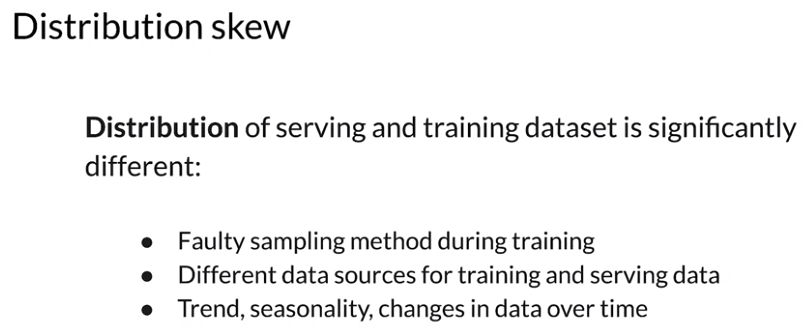 Distribution skew
Distribution of serving and training dataset is significantly
different:
● Faulty sampling method during training
● Different data sources for training and serving data
● Trend, seasonality, changes in data over time